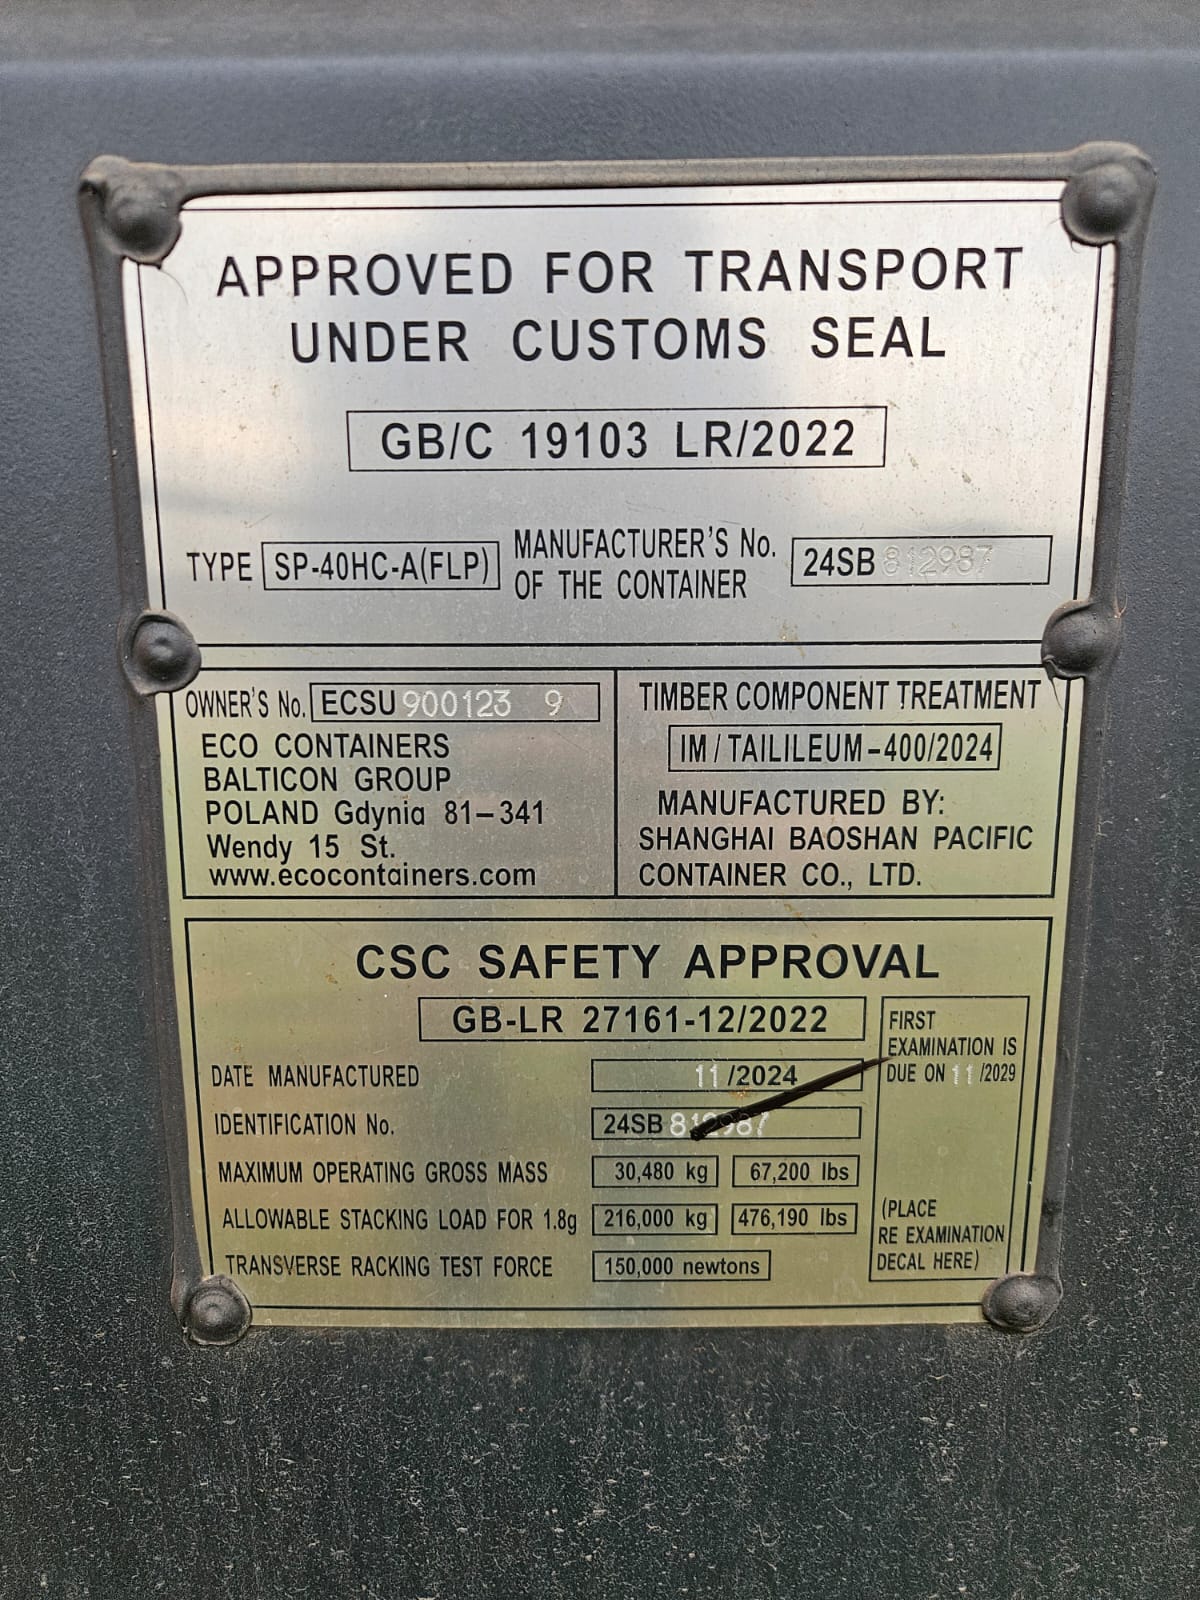 APPROVED FOR TRANSPORT
UNDER CUSTOMS SEAL
GB/C 19103 LR/2022
TYPE SP-40HC-A(FLP)
MANUFACTURER'S No.
OF THE CONTAINER
24SB 812987
OWNER'S No. ECSU 900123 9
ECO CONTAINERS
BALTICON GROUP
POLAND Gdynia 81-341
Wendy 15 St.
www.ecocontainers.com
TIMBER COMPONENT TREATMENT
IM / TAILILEUM-400/2024
MANUFACTURED BY:
SHANGHAI BAOSHAN PACIFIC
CONTAINER CO., LTD.
CSC SAFETY APPROVAL
GB-LR 27161-12/2022
DATE MANUFACTURED 11 /2024
IDENTIFICATION No. 24SB 812987
MAXIMUM OPERATING GROSS MASS 30,480 kg 67,200 lbs
ALLOWABLE STACKING LOAD FOR 1.8g 216,000 kg 476,190 lbs
TRANSVERSE RACKING TEST FORCE 150,000 newtons
FIRST
EXAMINATION IS
DUE ON 11 /2029
(PLACE
RE EXAMINATION
DECAL HERE)